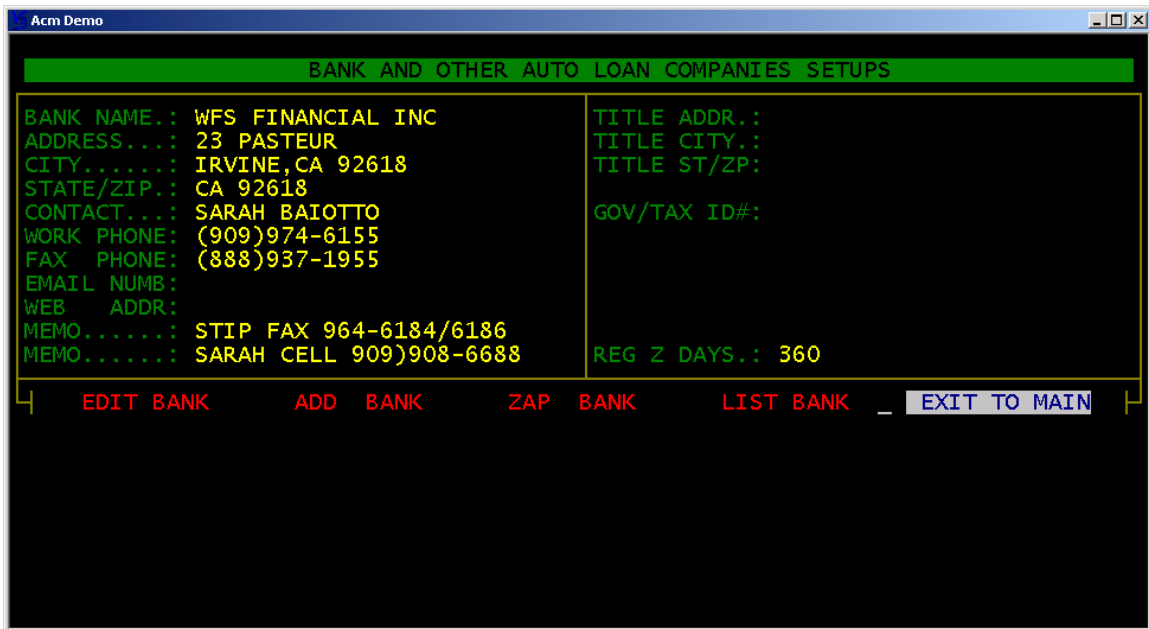 Acm Demo
BANK AND OTHER AUTO LOAN COMPANIES SETUPS
BANK NAME.: WFS FINANCIAL INC
ADDRESS...: 23 PASTEUR
CITY......: IRVINE,CA 92618
STATE/ZIP.: CA 92618
CONTACT...: SARAH BAIOTTO
WORK PHONE: (909)974-6155
FAX  PHONE: (888)937-1955
EMAIL NUMB:
WEB   ADDR:
MEMO......: STIP FAX 964-6184/6186
MEMO......: SARAH CELL 909)908-6688
TITLE ADDR.:
TITLE CITY.:
TITLE ST/ZP:
GOV/TAX ID#:
REG Z DAYS.: 360
EDIT BANK ADD  BANK ZAP  BANK LIST BANK _ EXIT TO MAIN